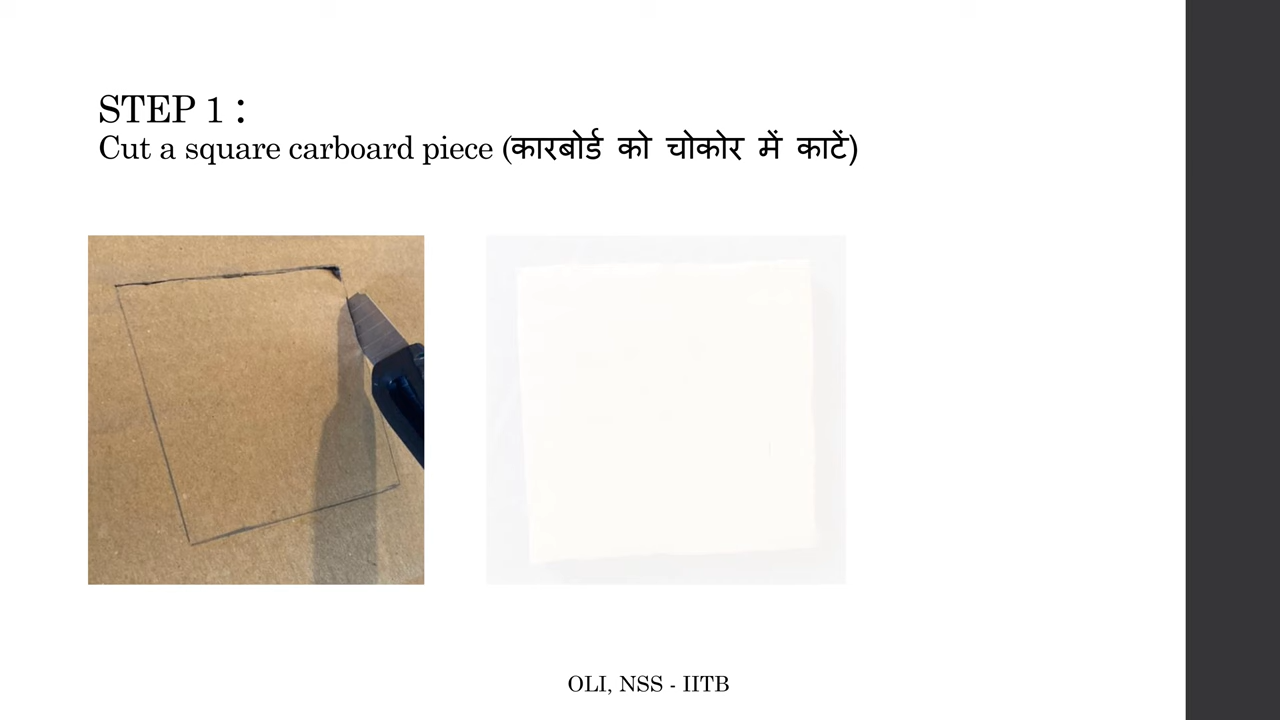 STEP 1 :
Cut a square carboard piece (कारबोर्ड को चोकोर में काटें)
OLI, NSS - IITB